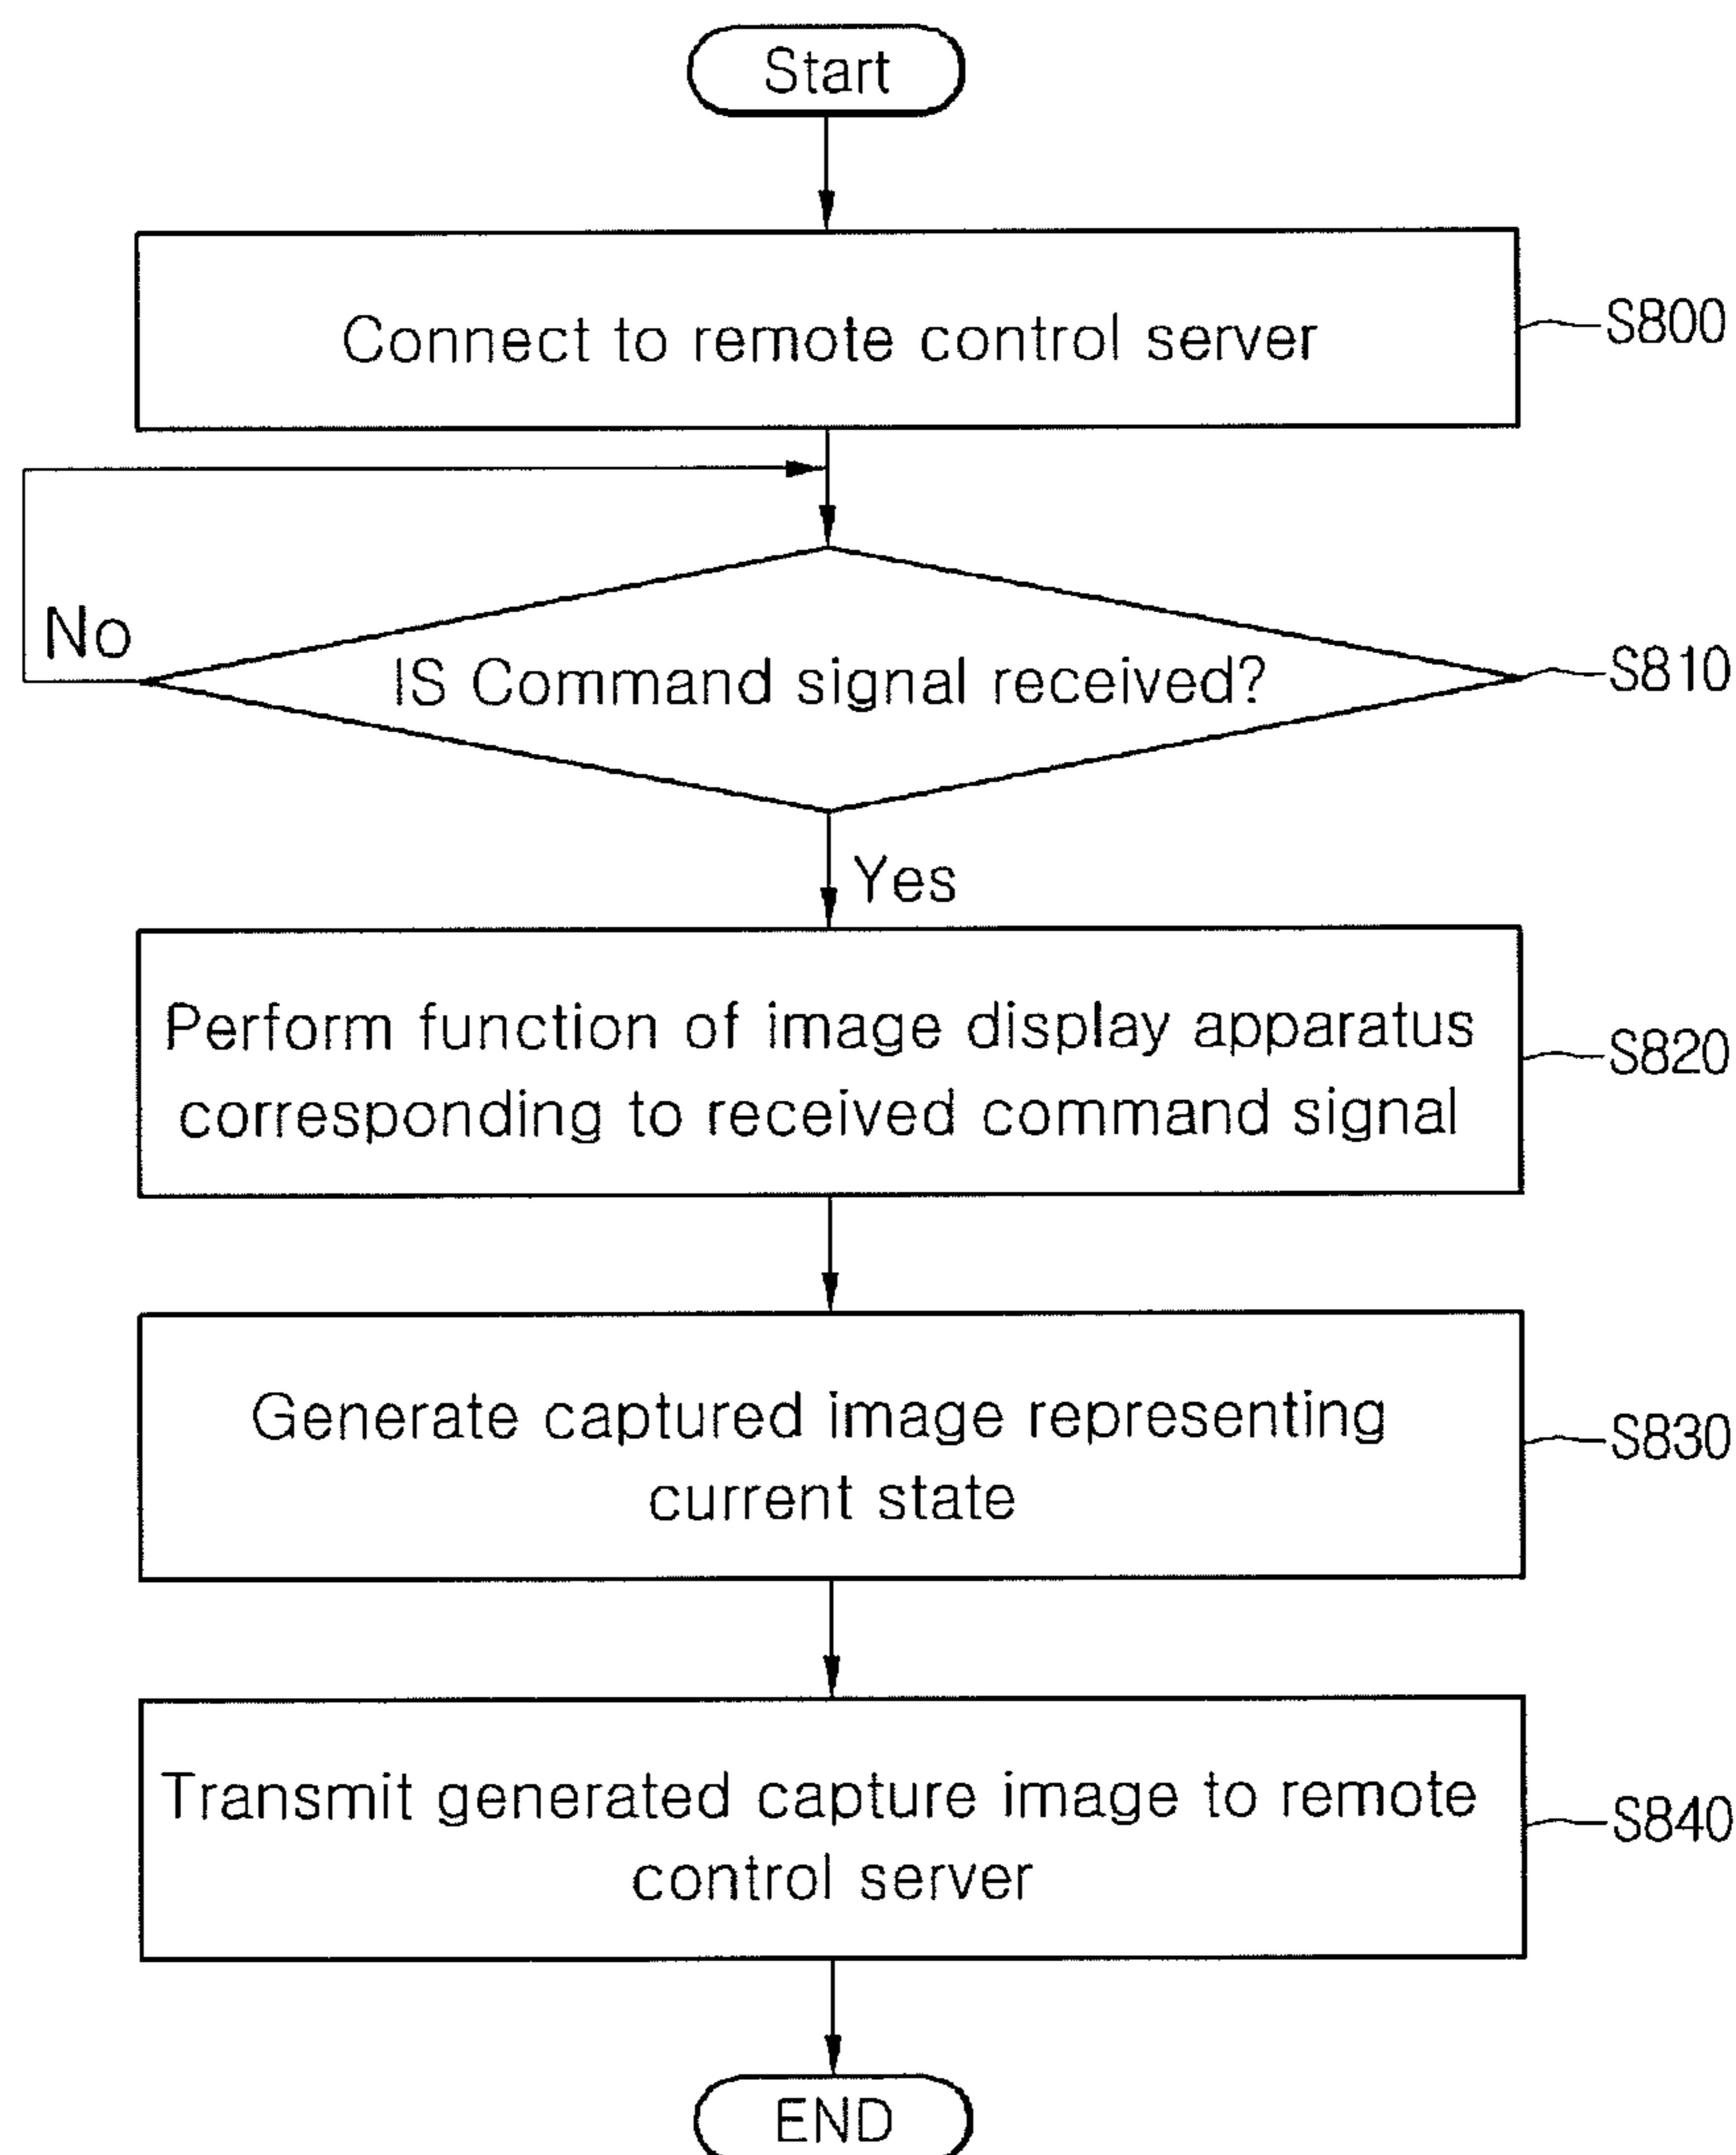 Start
Connect to remote control server
S800
No
IS Command signal received?
S810
Yes
Perform function of image display apparatus
corresponding to received command signal
S820
Generate captured image representing
current state
S830
Transmit generated capture image to remote
control server
S840
END